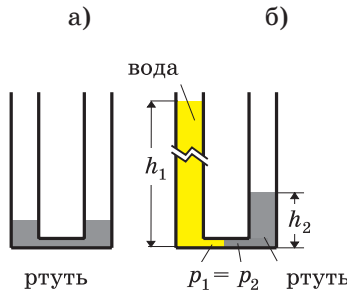 а) б)
вода
h₁
h₂
ртуть p₁ = p₂ ртуть